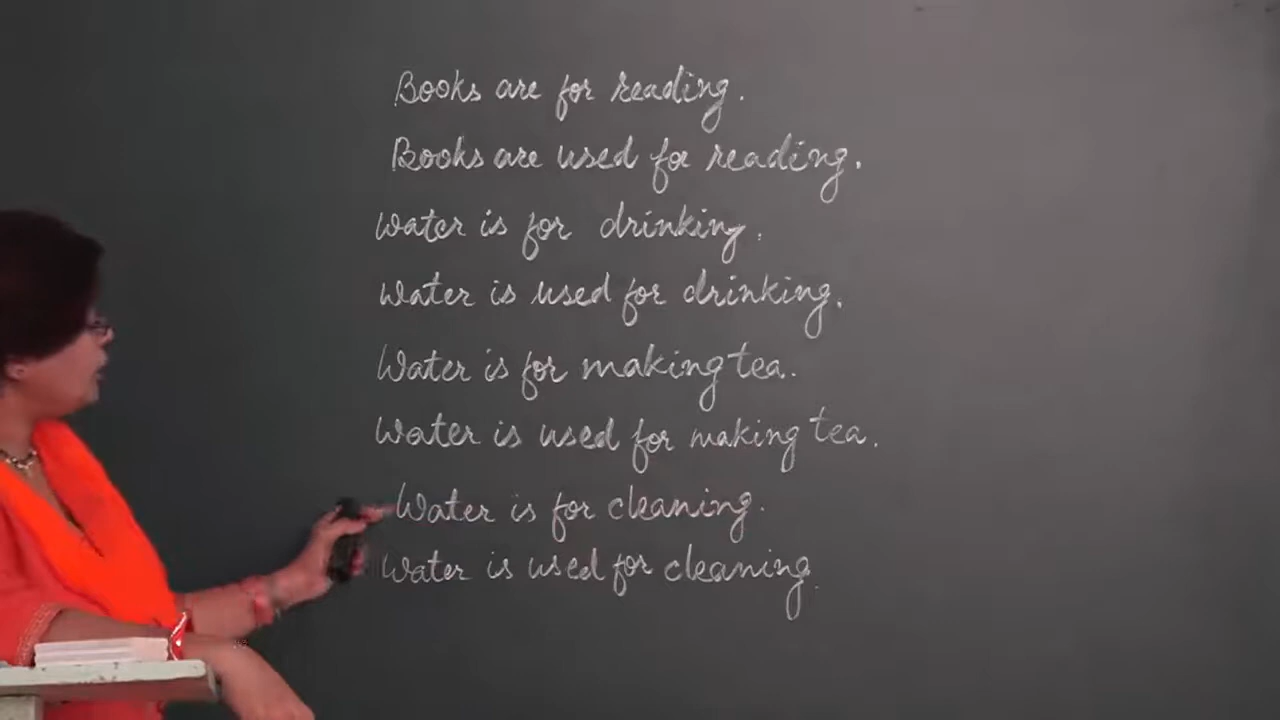 Books are for reading.
Books are used for reading.
Water is for drinking.
Water is used for drinking.
Water is for making tea..
Water is used for making tea.
Water is for cleaning.
Water is used for cleaning.